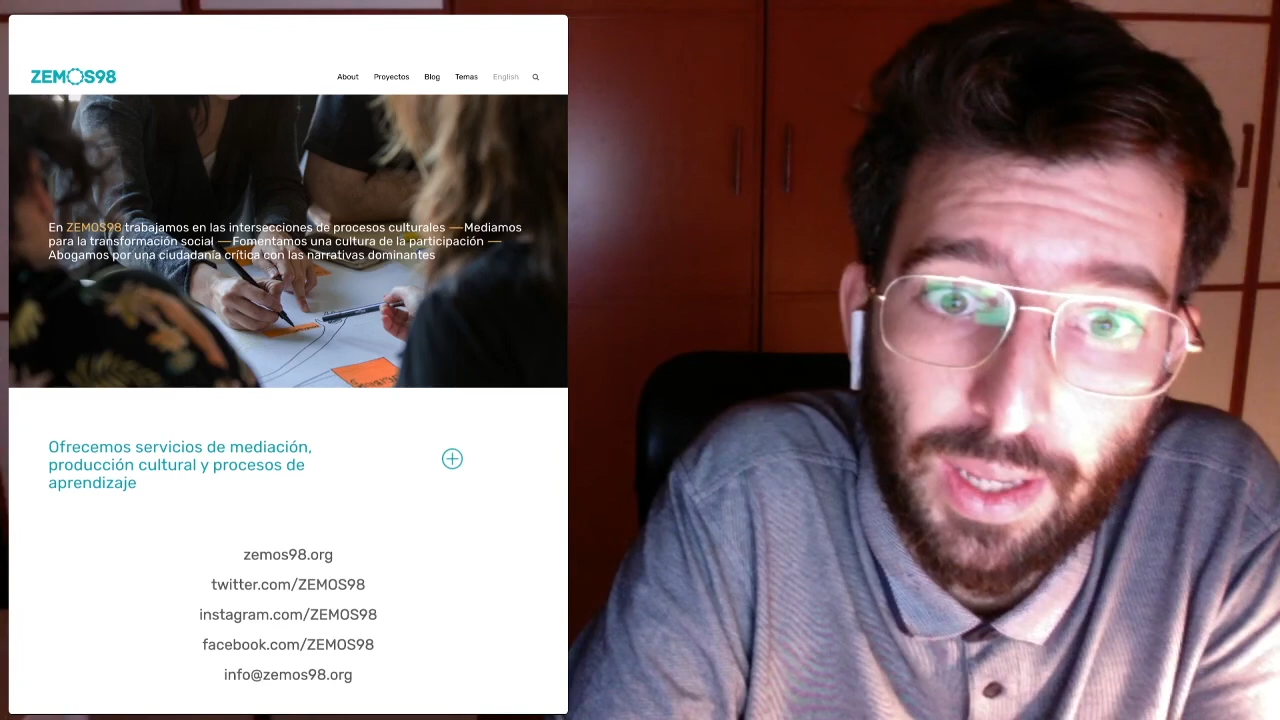 ZEMOS98
About Proyectos Blog Temas English
En ZEMOS98 trabajamos en las intersecciones de procesos culturales —Mediamos
para la transformación social —Fomentamos una cultura de la participación —
Abogamos por una ciudadanía crítica con las narrativas dominantes
Ofrecemos servicios de mediación,
producción cultural y procesos de
aprendizaje
zemos98.org
twitter.com/ZEMOS98
instagram.com/ZEMOS98
facebook.com/ZEMOS98
info@zemos98.org